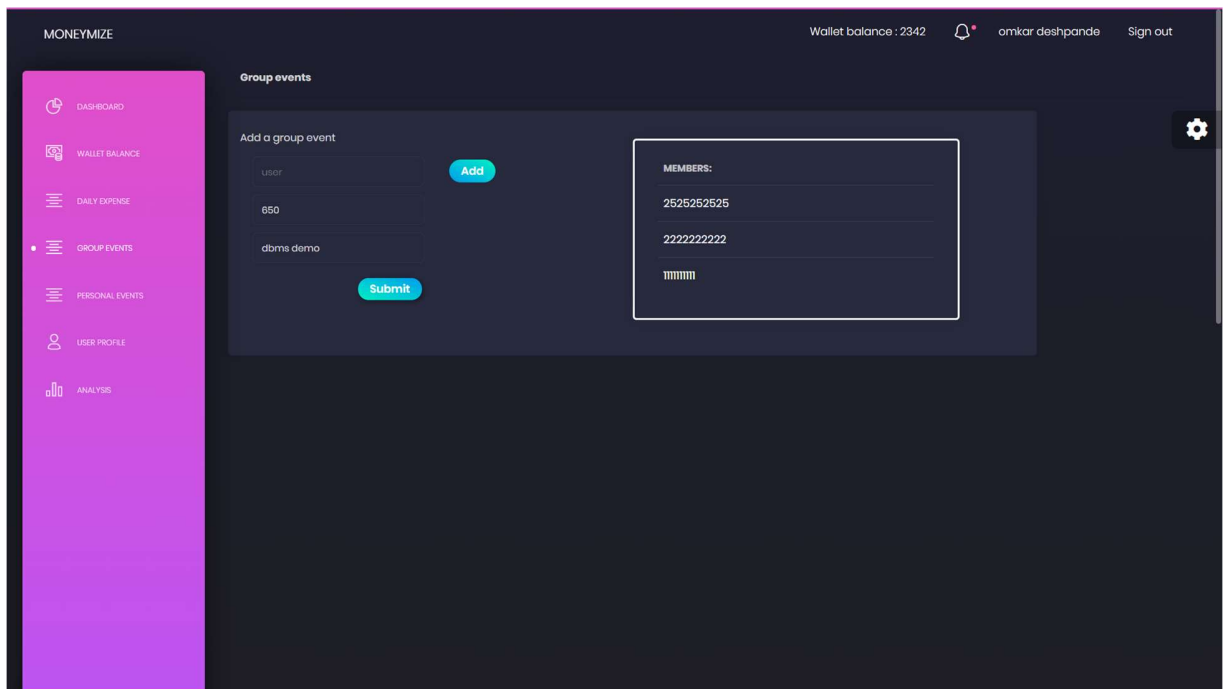 MONEYMIZE
Wallet balance : 2342
omkar deshpande
Sign out
DASHBOARD
WALLET BALANCE
DAILY EXPENSE
GROUP EVENTS
PERSONAL EVENTS
USER PROFILE
ANALYSIS
Group events
Add a group event
user
Add
650
dbms demo
Submit
MEMBERS:
2525252525
2222222222
1111111111